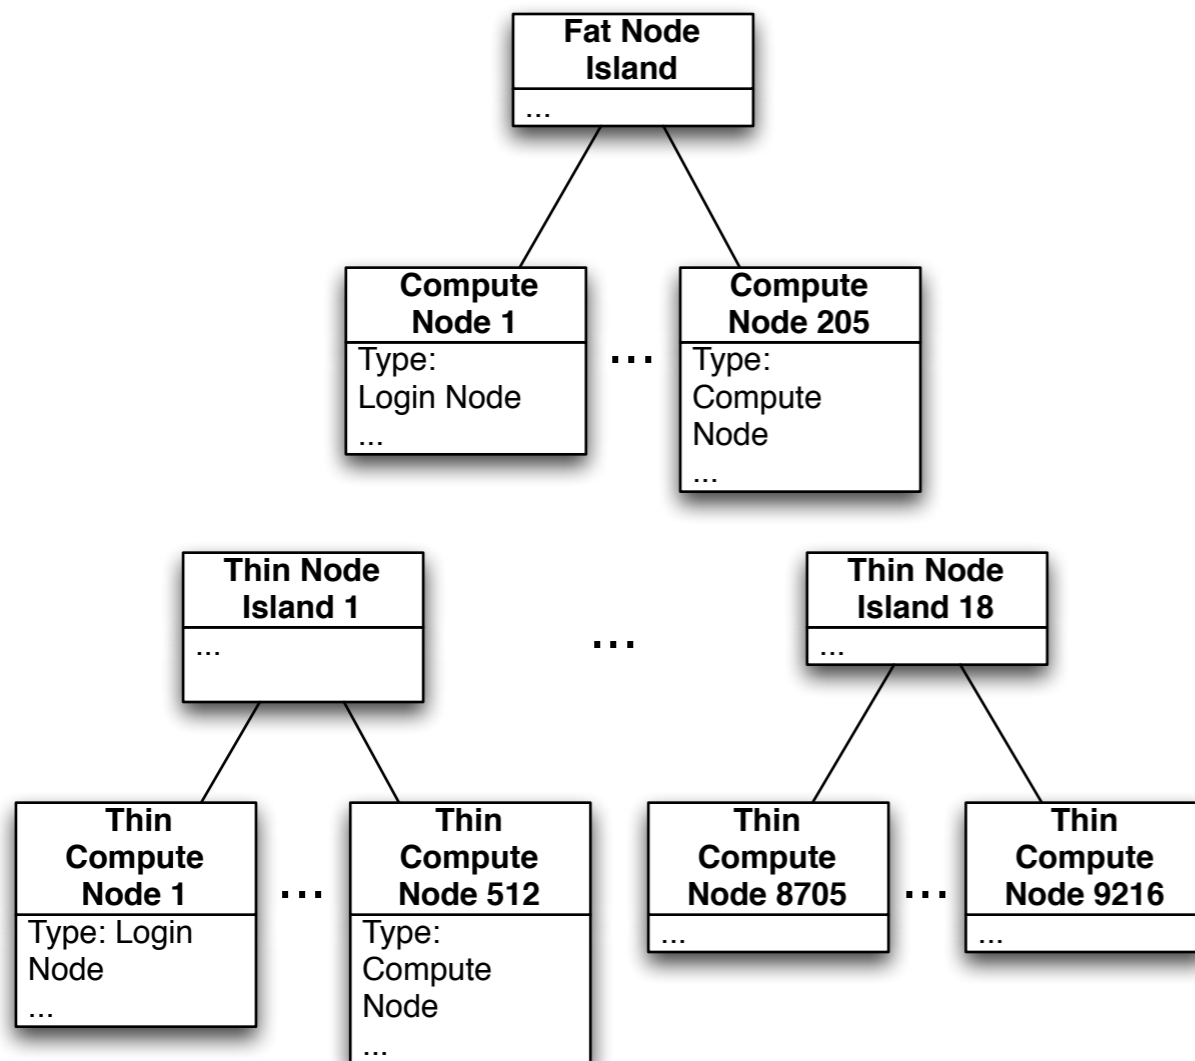 Fat Node
Island
...
Compute
Node 1
Type:
Login Node
...
...
Compute
Node 205
Type:
Compute
Node
...
Thin Node
Island 1
...
...
Thin Node
Island 18
...
Thin
Compute
Node 1
Type: Login
Node
...
...
Thin
Compute
Node 512
Type:
Compute
Node
...
Thin
Compute
Node 8705
...
...
Thin
Compute
Node 9216
...